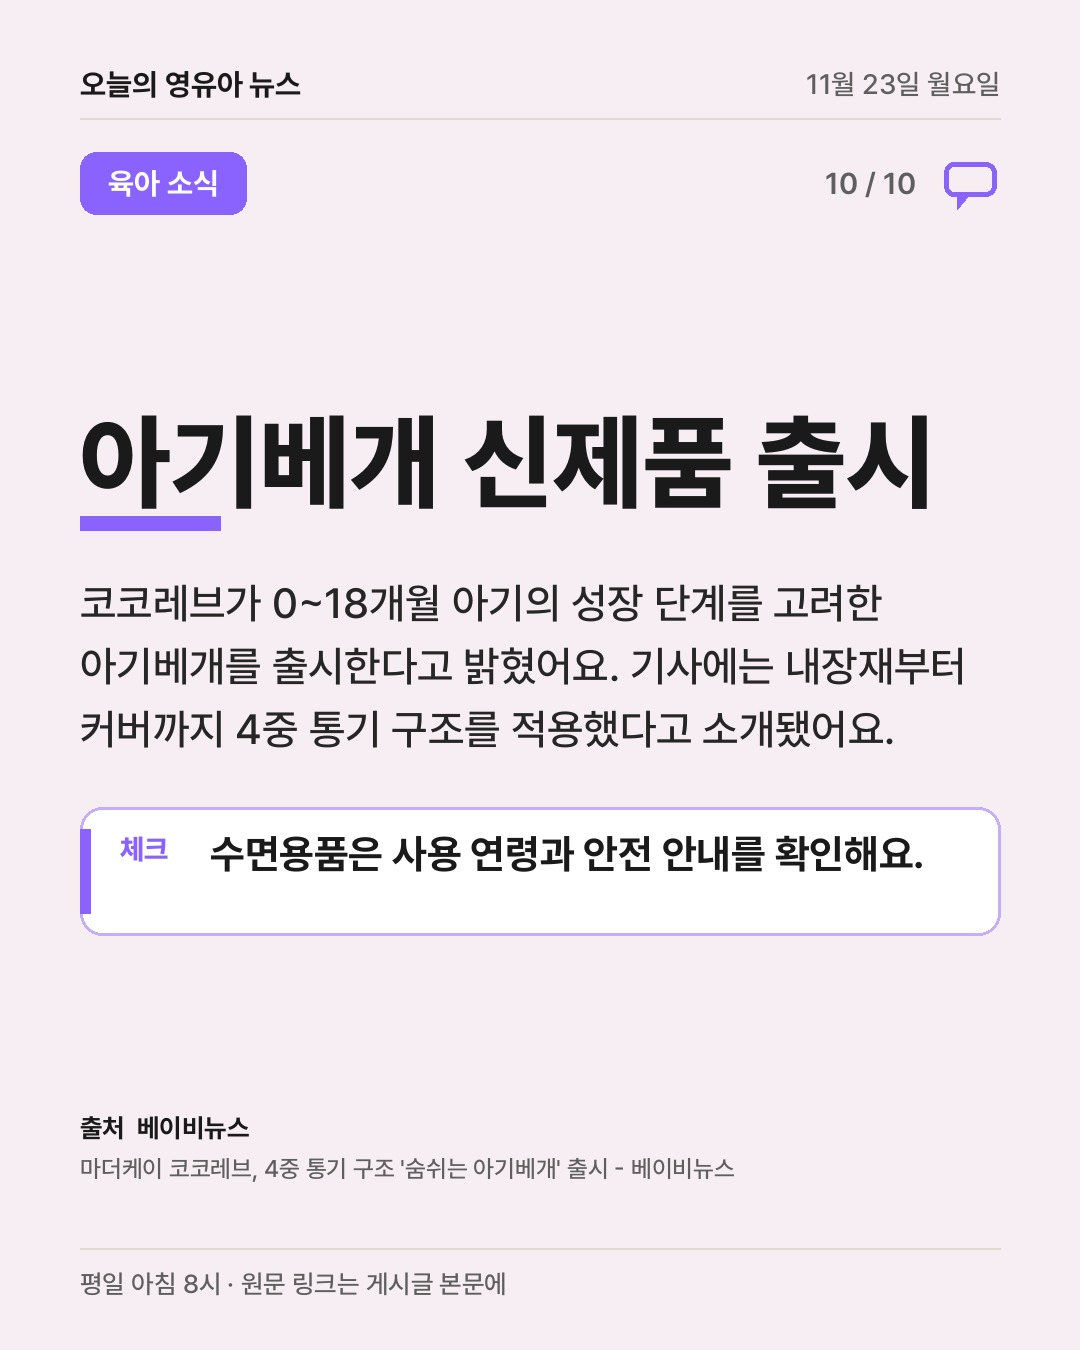 오늘의 영유아 뉴스
11월 23일 월요일
육아 소식
10 / 10
아기베개 신제품 출시
코코레브가 0~18개월 아기의 성장 단계를 고려한
아기베개를 출시한다고 밝혔어요. 기사에는 내장재부터
커버까지 4중 통기 구조를 적용했다고 소개됐어요.
체크 수면용품은 사용 연령과 안전 안내를 확인해요.
출처 베이비뉴스
마더케이 코코레브, 4중 통기 구조 '숨쉬는 아기베개' 출시 - 베이비뉴스
평일 아침 8시 · 원문 링크는 게시글 본문에